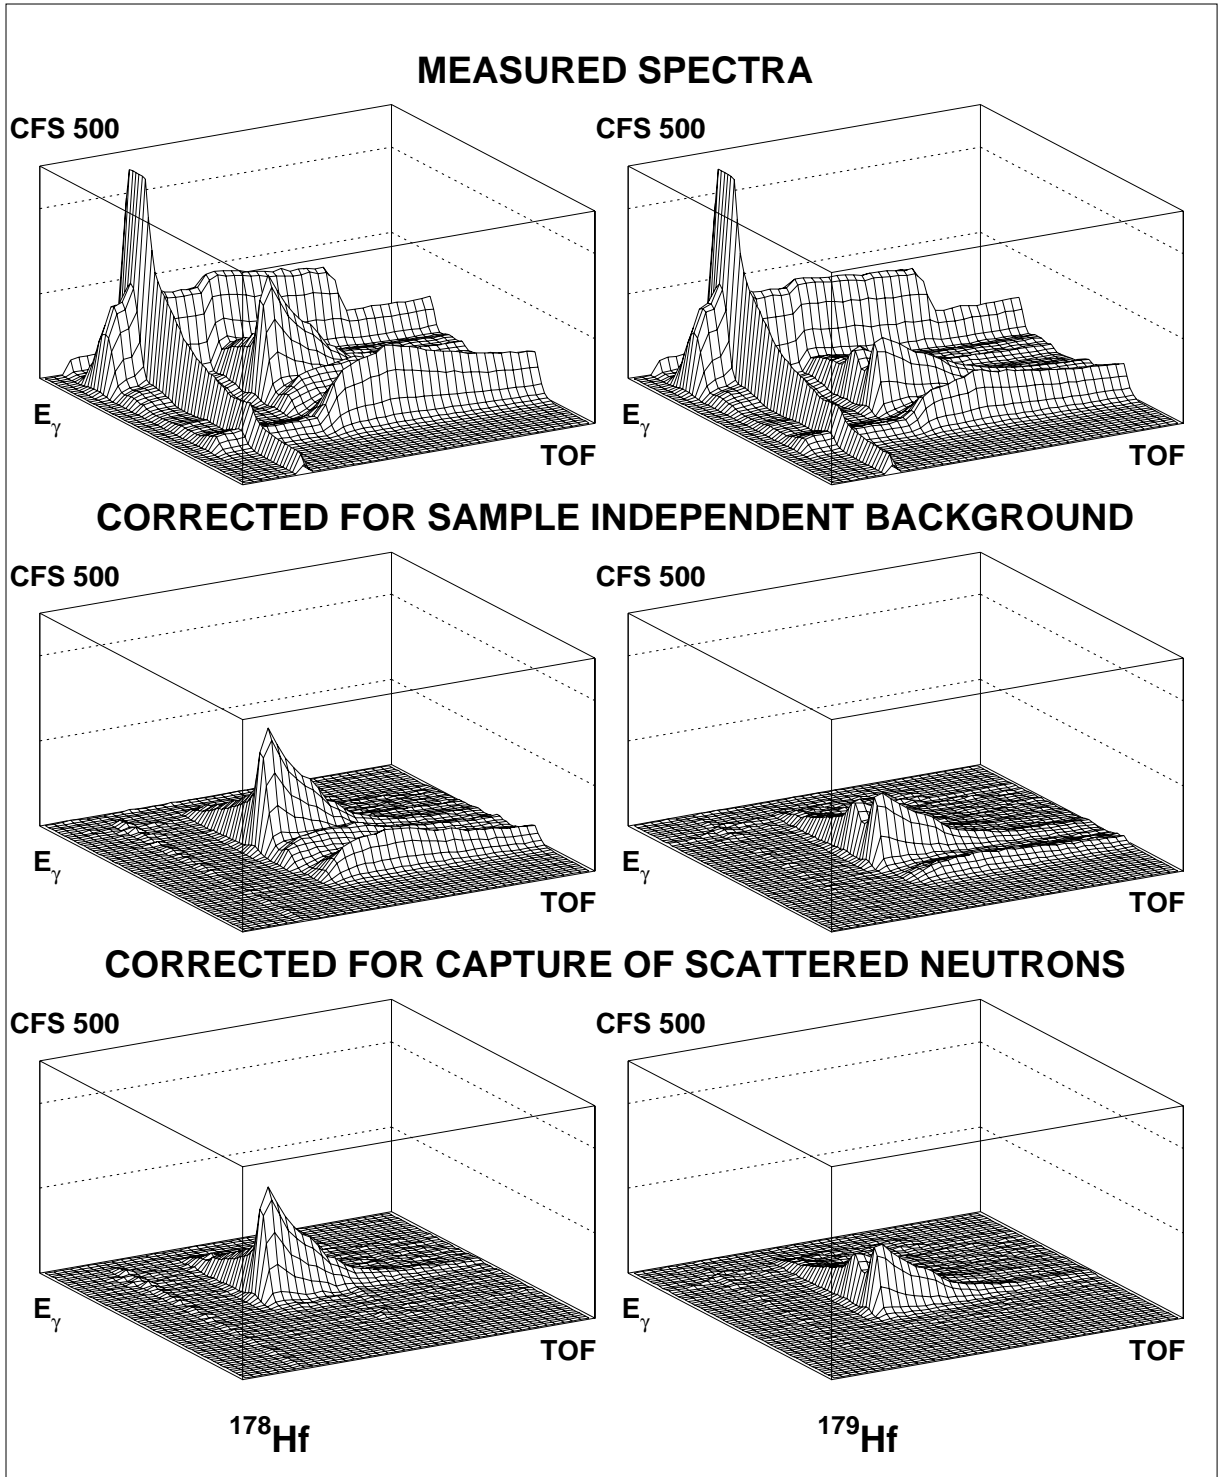 MEASURED SPECTRA
CFS 500 CFS 500
Eγ TOF Eγ TOF
CORRECTED FOR SAMPLE INDEPENDENT BACKGROUND
CFS 500 CFS 500
Eγ TOF Eγ TOF
CORRECTED FOR CAPTURE OF SCATTERED NEUTRONS
CFS 500 CFS 500
Eγ TOF Eγ TOF
¹⁷⁸Hf ¹⁷⁹Hf